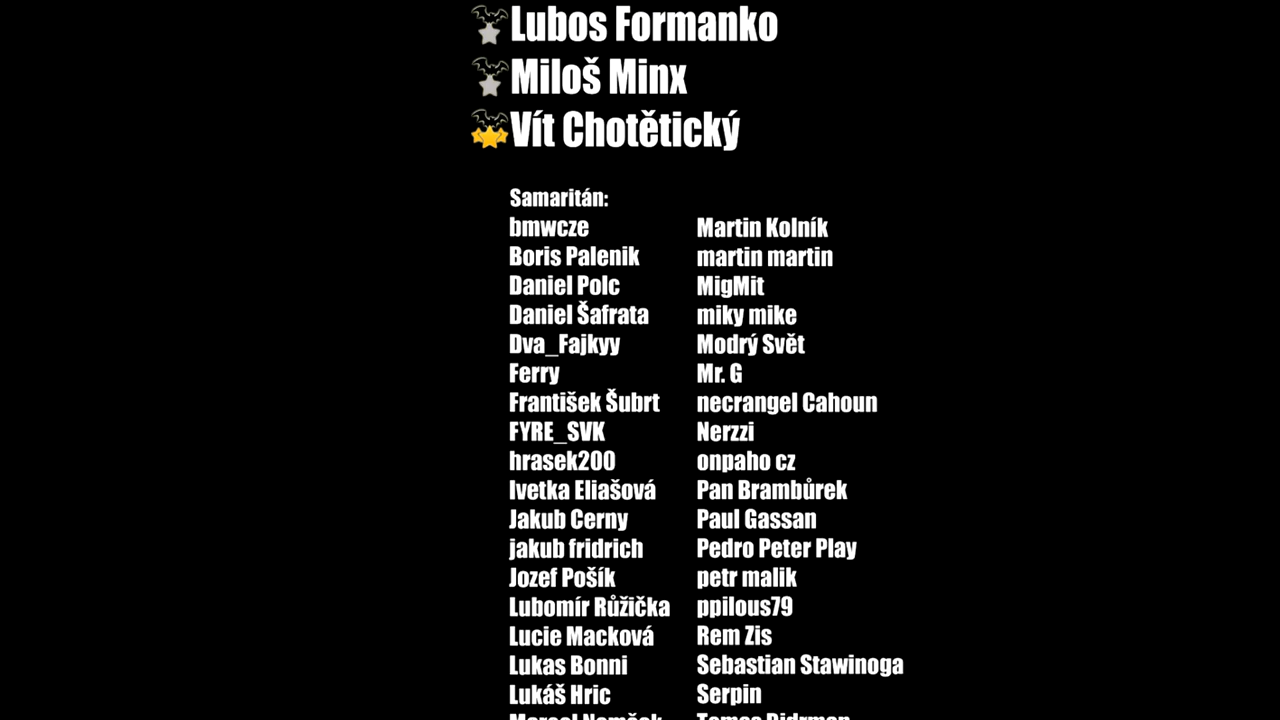 Lubos Formanko
Miloš Minx
Vít Chotětický
Samaritán:
bmwcze
Boris Palenik
Daniel Polc
Daniel Šafrata
Dva_Fajkyy
Ferry
František Šubrt
FYRE_SVK
hrasek200
Ivetka Eliašová
Jakub Cerny
jakub fridrich
Jozef Pošík
Lubomír Růžička
Lucie Macková
Lukas Bonni
Lukáš Hric
Martin Kolník
martin martin
MigMit
miky mike
Modrý Svět
Mr. G
necrangel Cahoun
Nerzzi
onpaho cz
Pan Brambůrek
Paul Gassan
Pedro Peter Play
petr malik
ppilous79
Rem Zis
Sebastian Stawinoga
Serpin